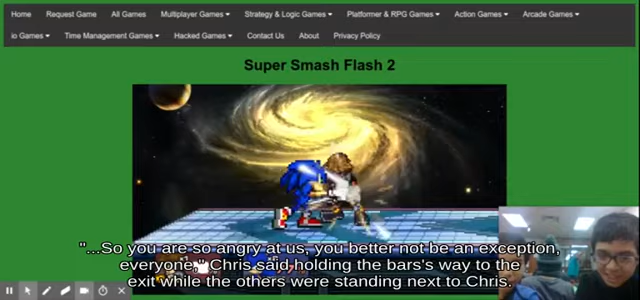 Home Request Game All Games Multiplayer Games Strategy & Logic Games Platformer & RPG Games Action Games Arcade Games
io Games Time Management Games Hacked Games Contact Us About Privacy Policy
Super Smash Flash 2
"...So you are so angry at us, you better not be an exception,
everyone," Chris said holding the bars's way to the
exit while the others were standing next to Chris.